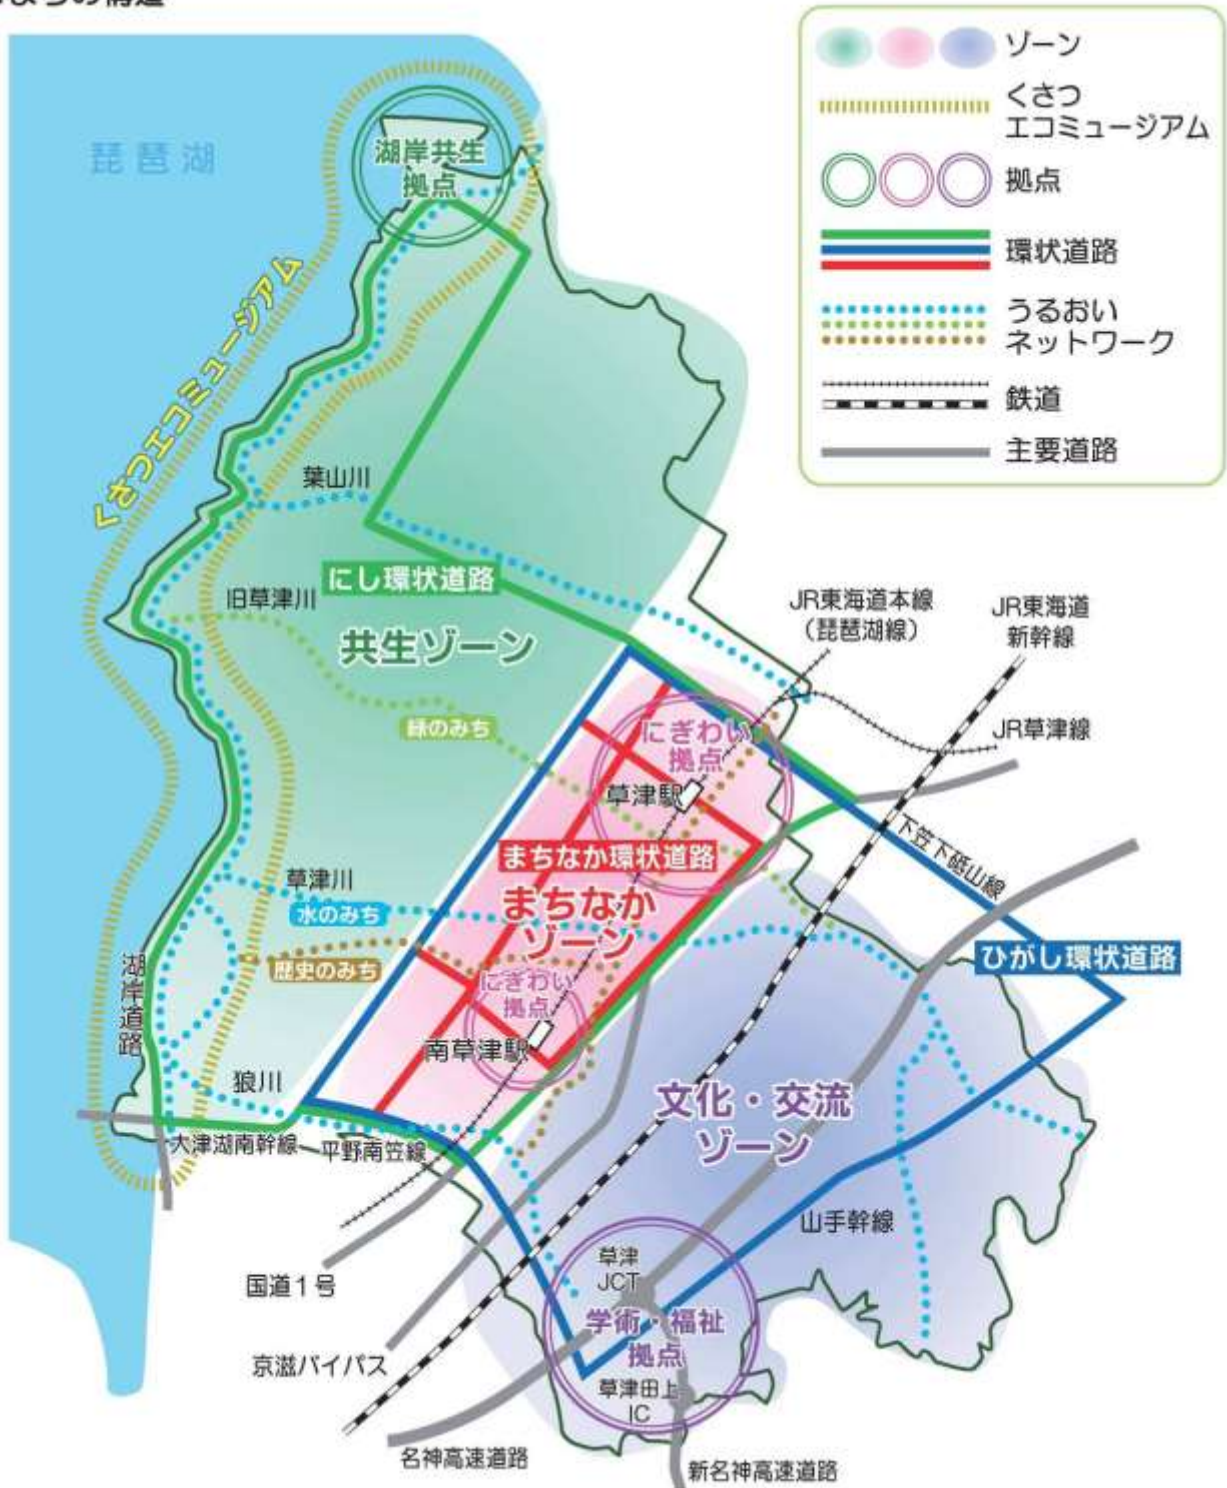 ゾーン
くさつ
エコミュージアム
拠点
環状道路
うるおい
ネットワーク
鉄道
主要道路
琵琶湖
湖岸共生
拠点
くさつエコミュージアム
葉山川
にし環状道路
旧草津川
共生ゾーン
JR東海道本線
（琵琶湖線）
JR東海道
新幹線
JR草津線
緑のみち
にぎわい
拠点
草津駅
下笠下砥山線
まちなか環状道路
まちなか
ゾーン
草津川
水のみち
歴史のみち
ひがし環状道路
にぎわい
拠点
湖岸道路
南草津駅
狼川
文化・交流
ゾーン
大津湖南幹線
平野南笠線
山手幹線
国道1号
草津
JCT
学術・福祉
拠点
京滋バイパス
草津田上
IC
名神高速道路
新名神高速道路